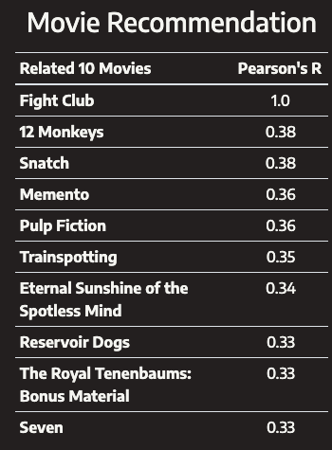 Movie Recommendation
Related 10 Movies Pearson's R
Fight Club 1.0
12 Monkeys 0.38
Snatch 0.38
Memento 0.36
Pulp Fiction 0.36
Trainspotting 0.35
Eternal Sunshine of the 0.34
Spotless Mind
Reservoir Dogs 0.33
The Royal Tenenbaums: 0.33
Bonus Material
Seven 0.33